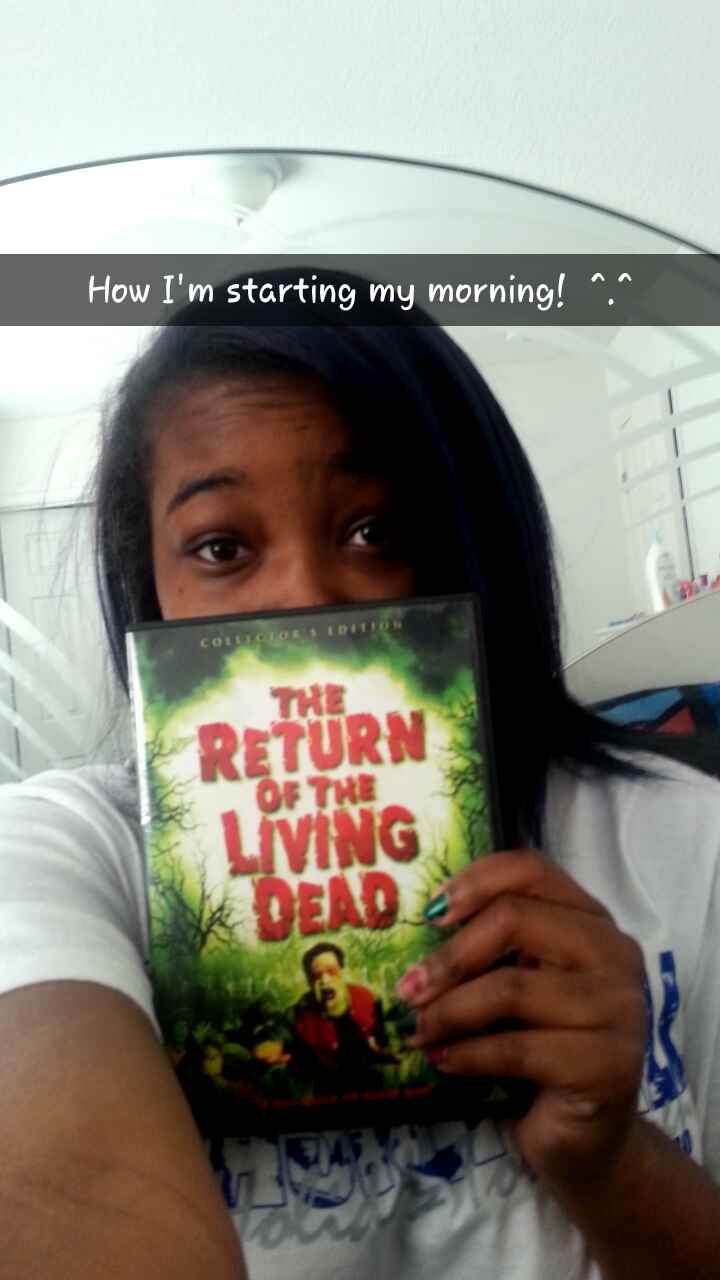 How I'm starting my morning! ^.^
COLLECTOR'S EDITION
THE
RETURN
OF THE
LIVING
DEAD